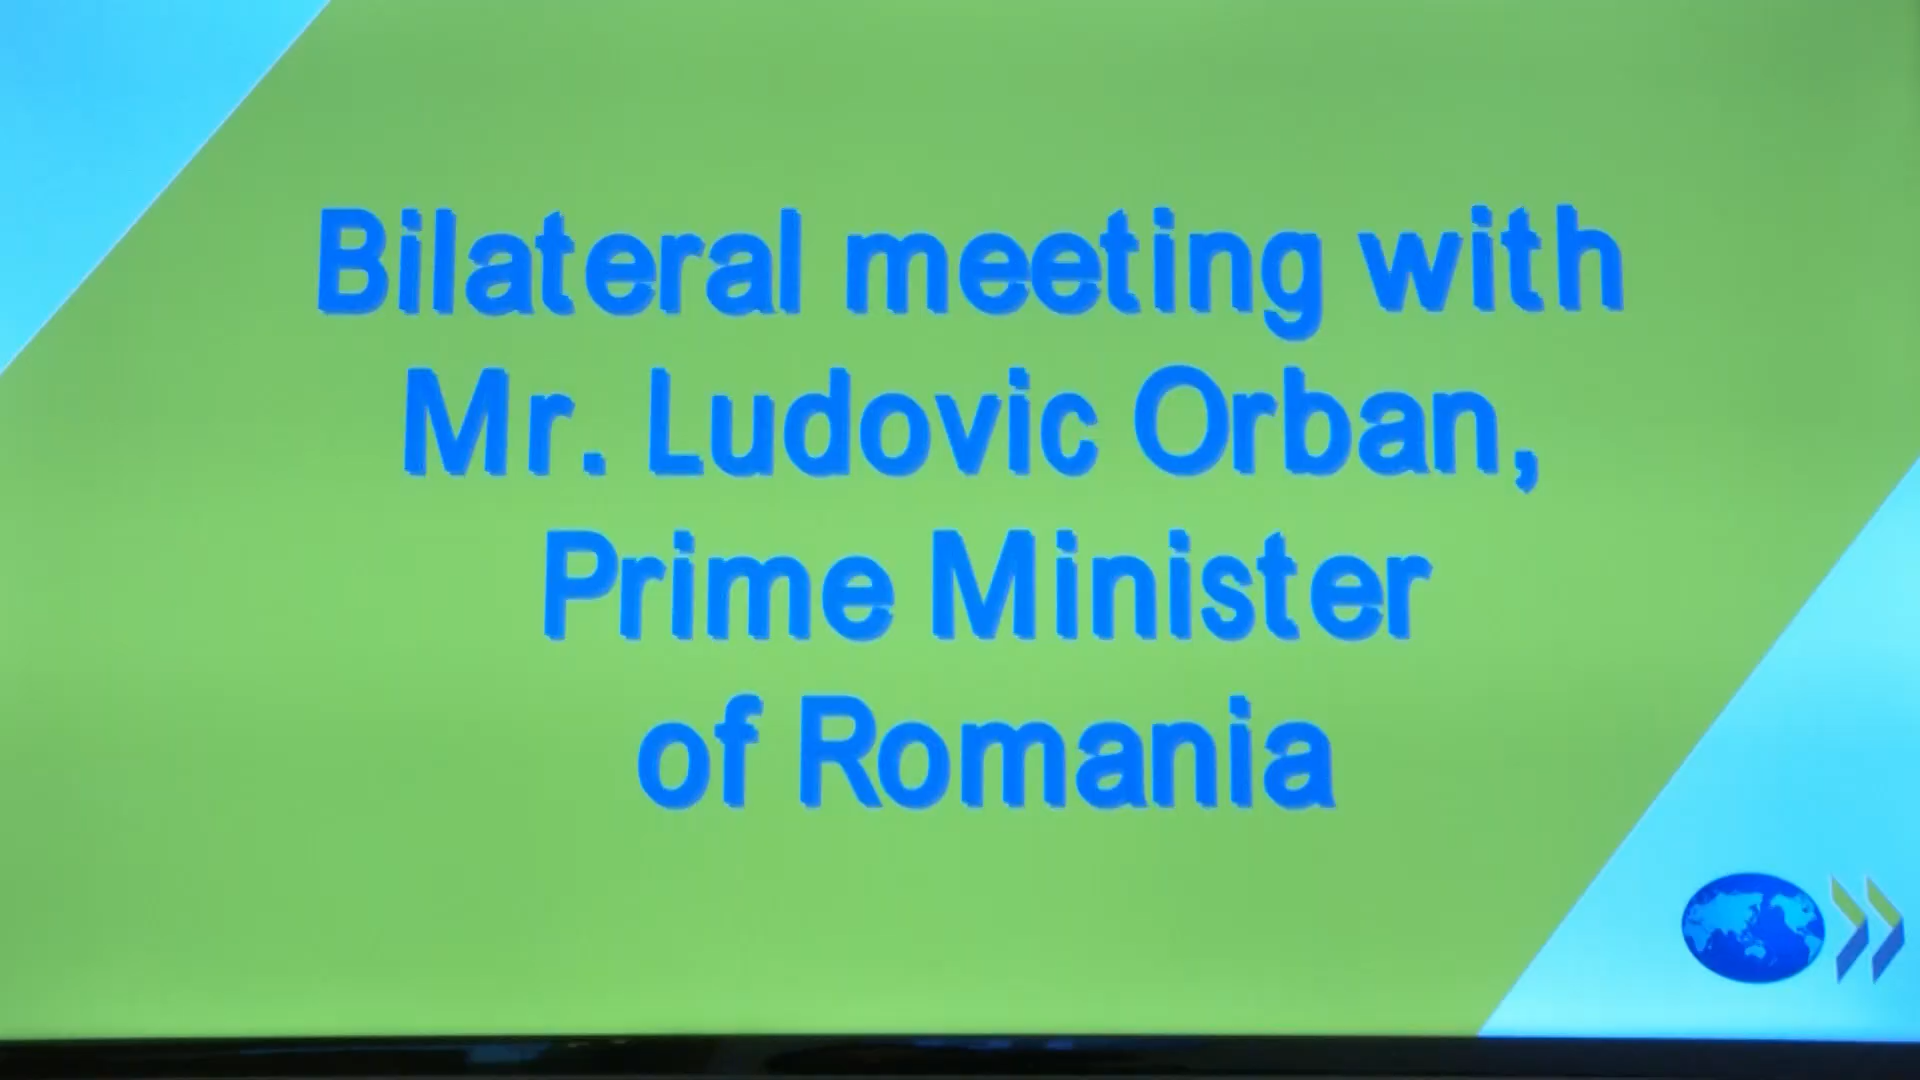 Bilateral meeting with
Mr. Ludovic Orban,
Prime Minister
of Romania